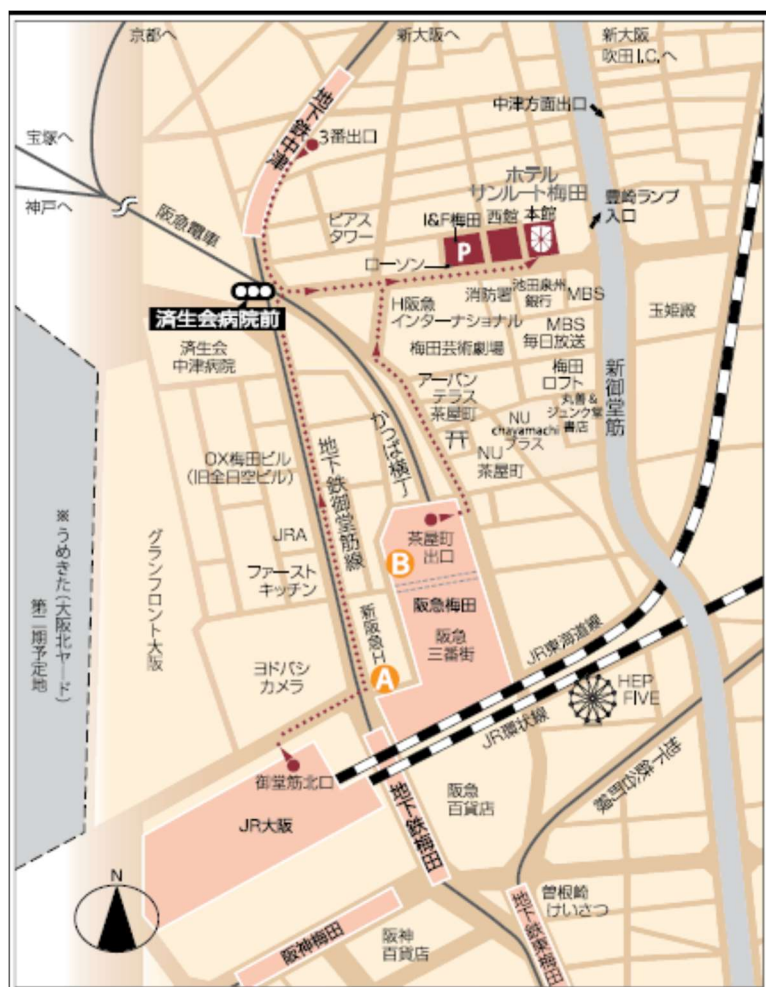 京都へ
新大阪へ
新大阪
吹田I.C.へ
地下鉄中津
3番出口
中津方面出口
宝塚へ
神戸へ
阪急電車
ピアス
タワー
ホテル
サンルート梅田
I&F梅田
西館
本館
豊崎ランプ
入口
P
ローソン
済生会病院前
消防署
池田泉州
銀行
MBS
H阪急
インターナショナル
MBS
毎日放送
玉姫殿
済生会
中津病院
梅田芸術劇場
梅田
ロフト
アーバン
テラス
茶屋町
丸善&
ジュンク堂
書店
新御堂筋
NU
chayamachi
プラス
NU
茶屋町
かっぱ横丁
OX梅田ビル
(旧全日空ビル)
地下鉄御堂筋線
※うめきた(大阪北ヤード)
第二期予定地
グランフロント大阪
JRA
ファースト
キッチン
茶屋町
出口
B
阪急梅田
阪急
三番街
新阪急H
A
JR東海道線
ヨドバシ
カメラ
HEP
FIVE
JR環状線
地下鉄谷町線
御堂筋北口
JR大阪
地下鉄梅田
阪急
百貨店
N
曽根崎
けいさつ
地下鉄東梅田
阪神梅田
阪神
百貨店